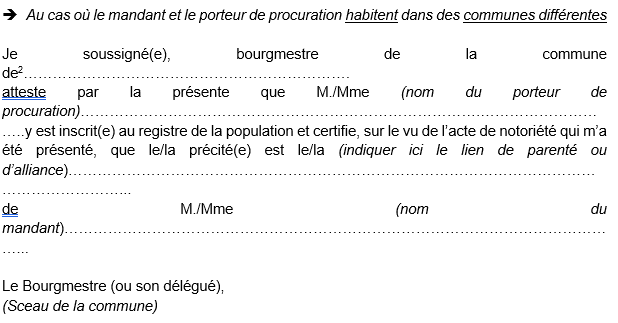 ➔ Au cas où le mandant et le porteur de procuration habitent dans des communes différentes
Je soussigné(e), bourgmestre de la commune
de²……………………………………………………………
atteste par la présente que M./Mme (nom du porteur de
procuration)………………………………………………………………………………………………
…..y est inscrit(e) au registre de la population et certifie, sur le vu de l’acte de notoriété qui m’a
été présenté, que le/la précité(e) est le/la (indiquer ici le lien de parenté ou
d’alliance)…………………………………………………………………………………………………
……………………..
de M./Mme (nom du
mandant)……………………………………………………………………………………………………
…...
Le Bourgmestre (ou son délégué),
(Sceau de la commune)